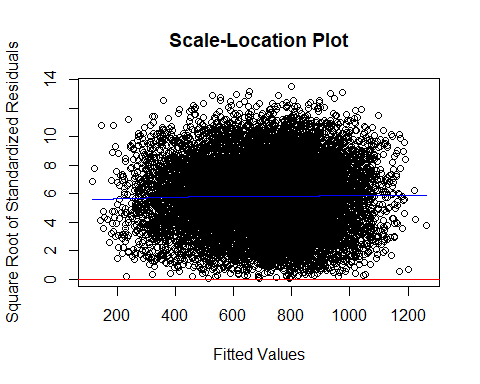 Scale-Location Plot
Square Root of Standardized Residuals
14
10
8
6
4
2
0
200 400 600 800 1000 1200
Fitted Values